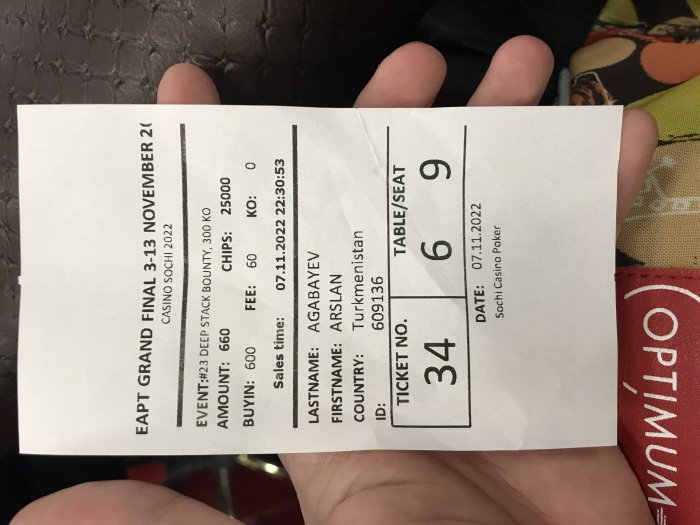 EAPT GRAND FINAL 3-13 NOVEMBER 2(
CASINO SOCHI 2022
EVENT:#23 DEEP STACK BOUNTY, 300 KO
AMOUNT: 660 CHIPS: 25000
BUYIN: 600 FEE: 60 KO: 0
Sales time: 07.11.2022 22:30:53
LASTNAME: AGABAYEV
FIRSTNAME: ARSLAN
COUNTRY: Turkmenistan
ID: 609136
TICKET NO. TABLE/SEAT
34 6 9
DATE: 07.11.2022
Sochi Casino Poker
OPTIMUM